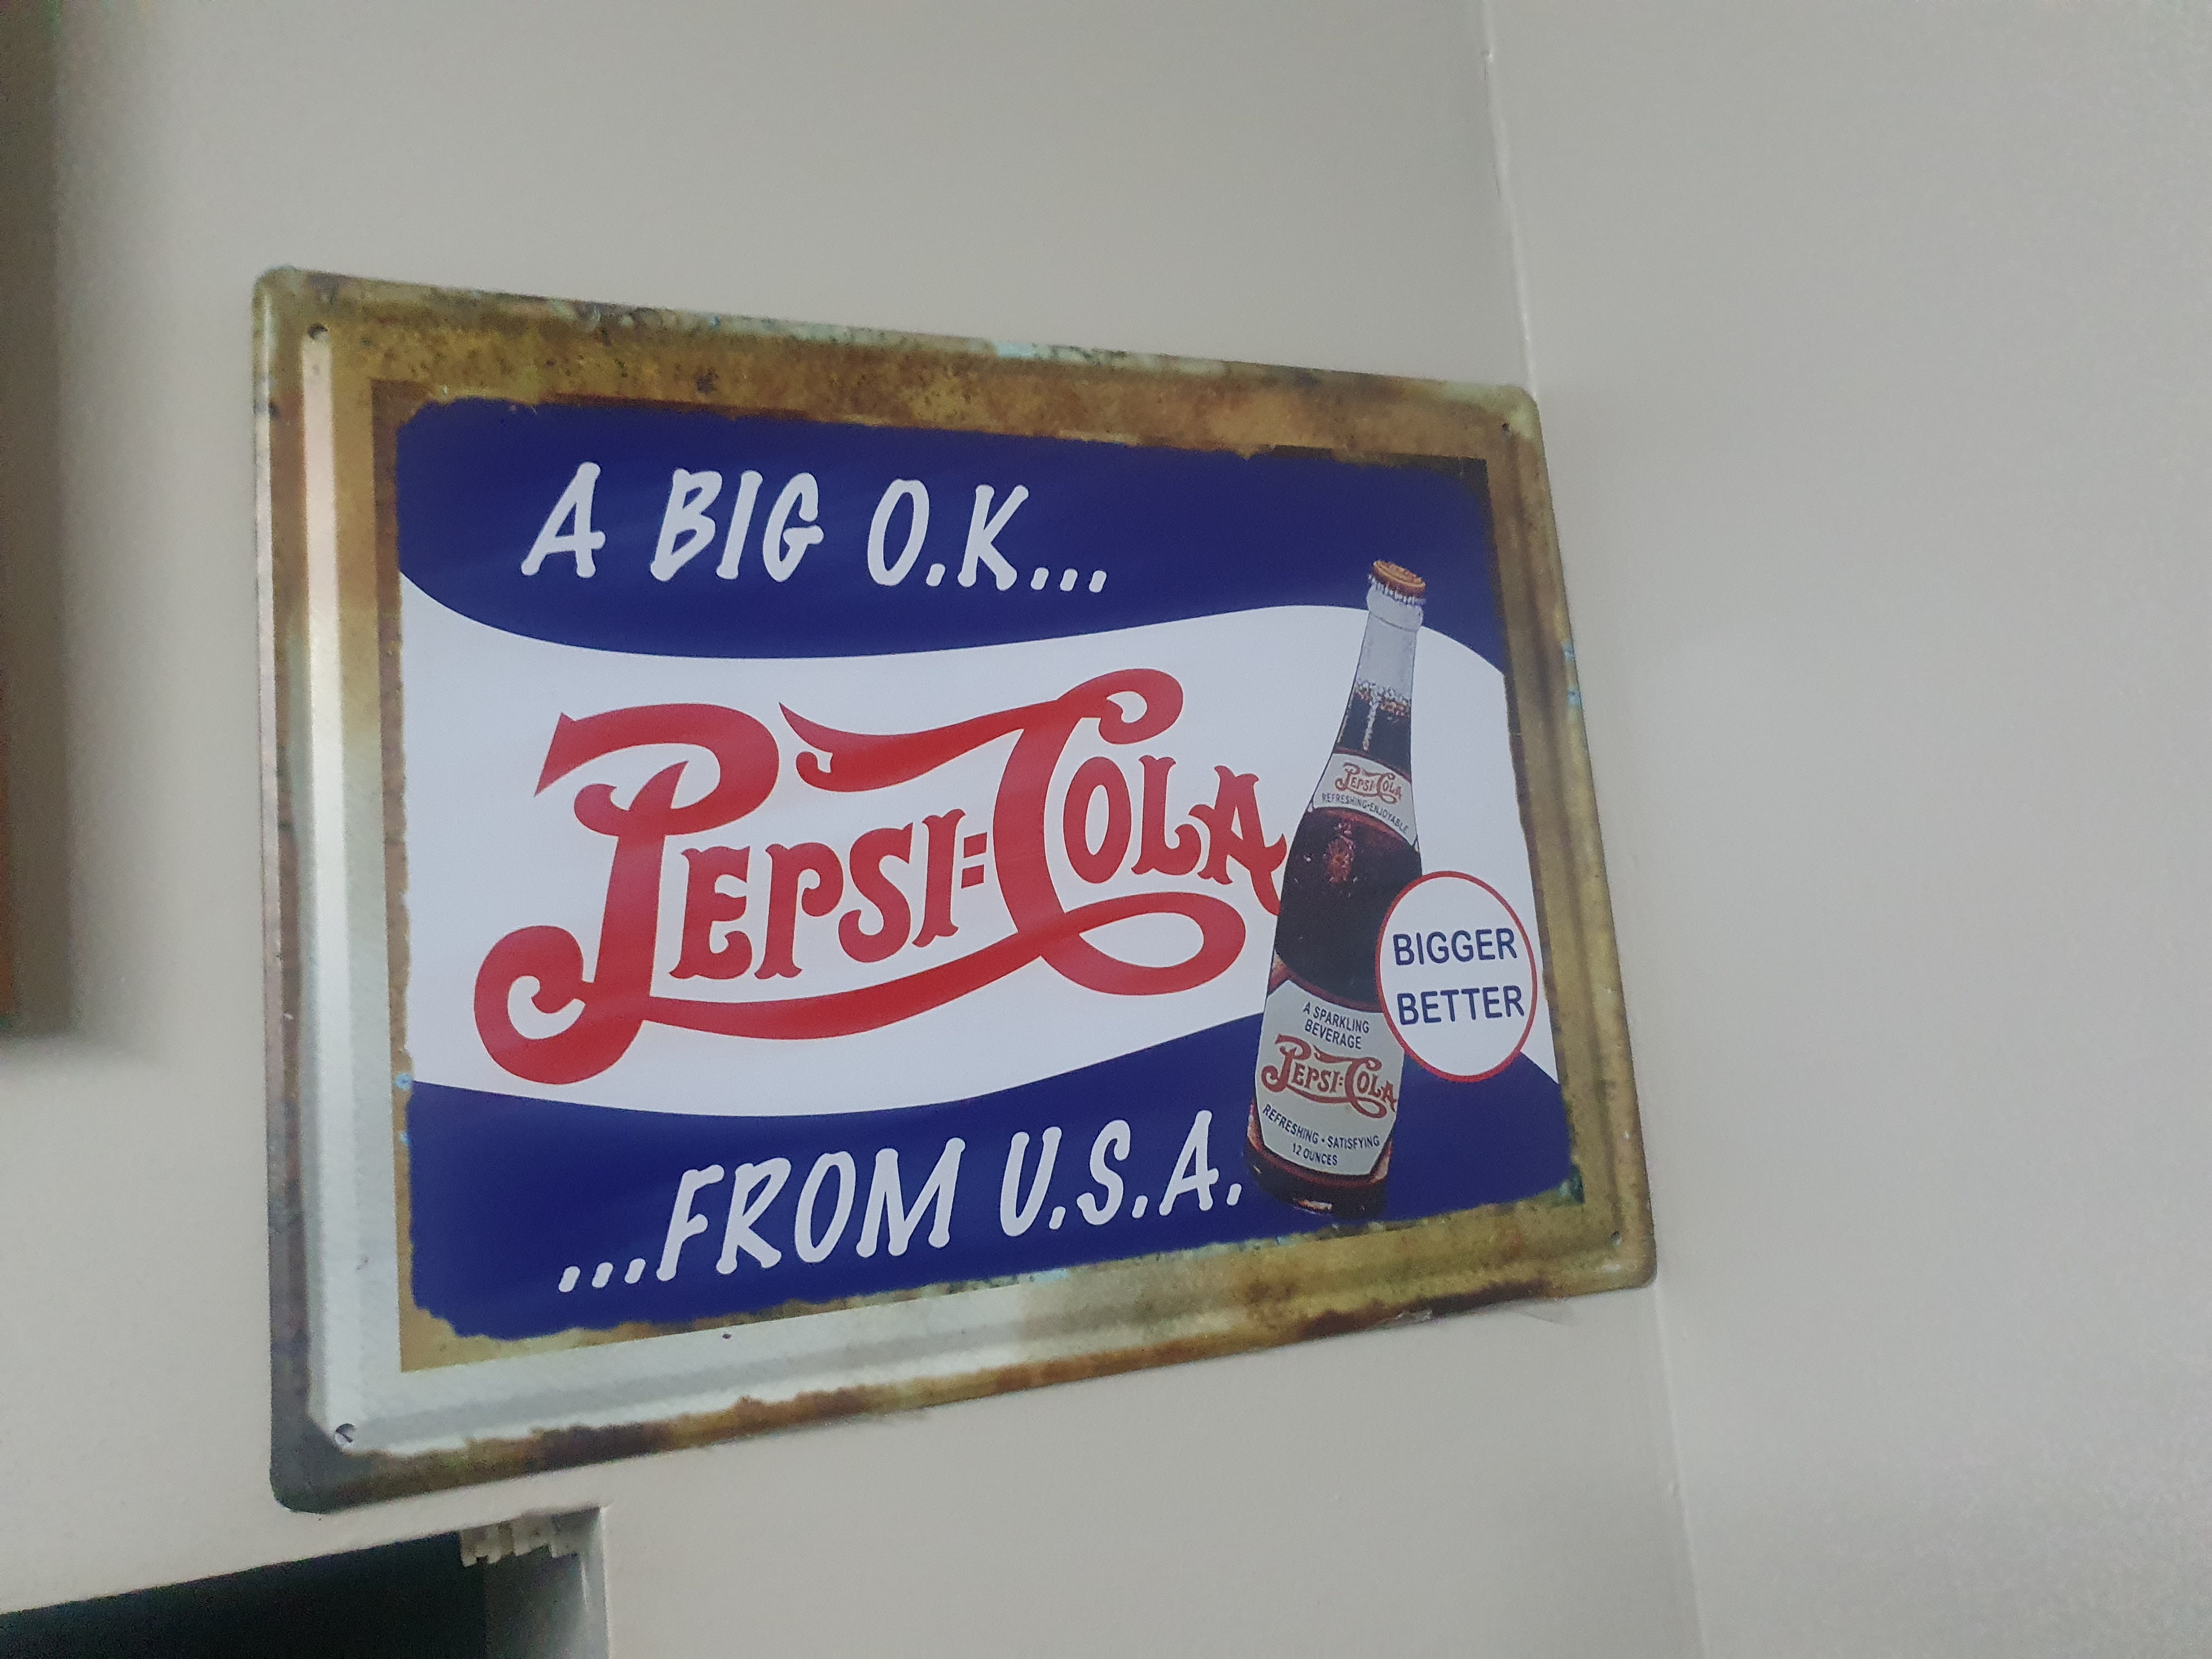 A BIG O.K...
PEPSI=COLA
PEPSI=COLA
REFRESHING-ENJOYABLE
BIGGER
BETTER
A SPARKLING
BEVERAGE
PEPSI=COLA
REFRESHING • SATISFYING
12 OUNCES
...FROM U.S.A.